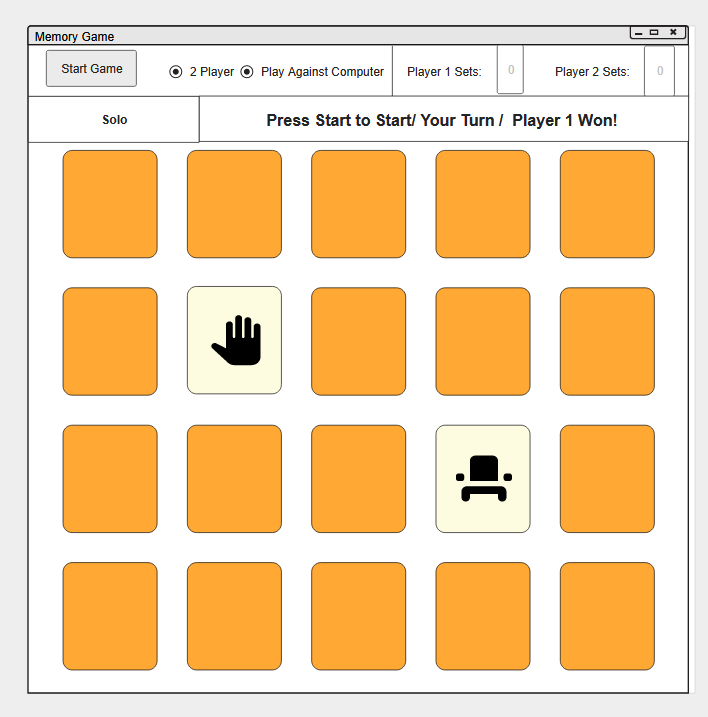 Memory Game
Start Game
2 Player
Play Against Computer
Player 1 Sets:
0
Player 2 Sets:
0
Solo
Press Start to Start/ Your Turn / Player 1 Won!